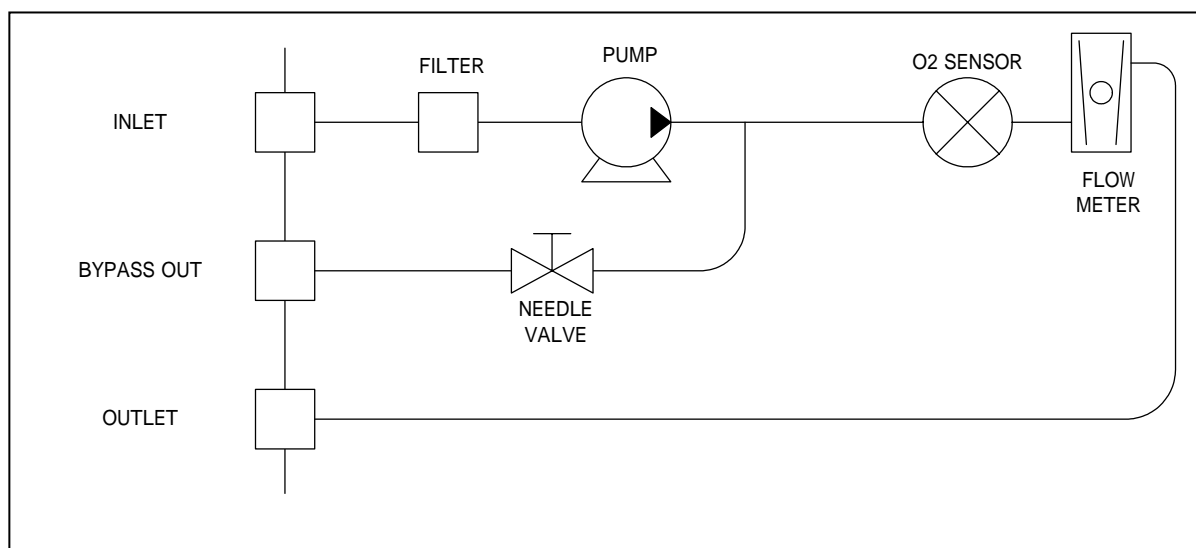 PUMP
FILTER
O2 SENSOR
INLET
FLOW
METER
BYPASS OUT
NEEDLE
VALVE
OUTLET